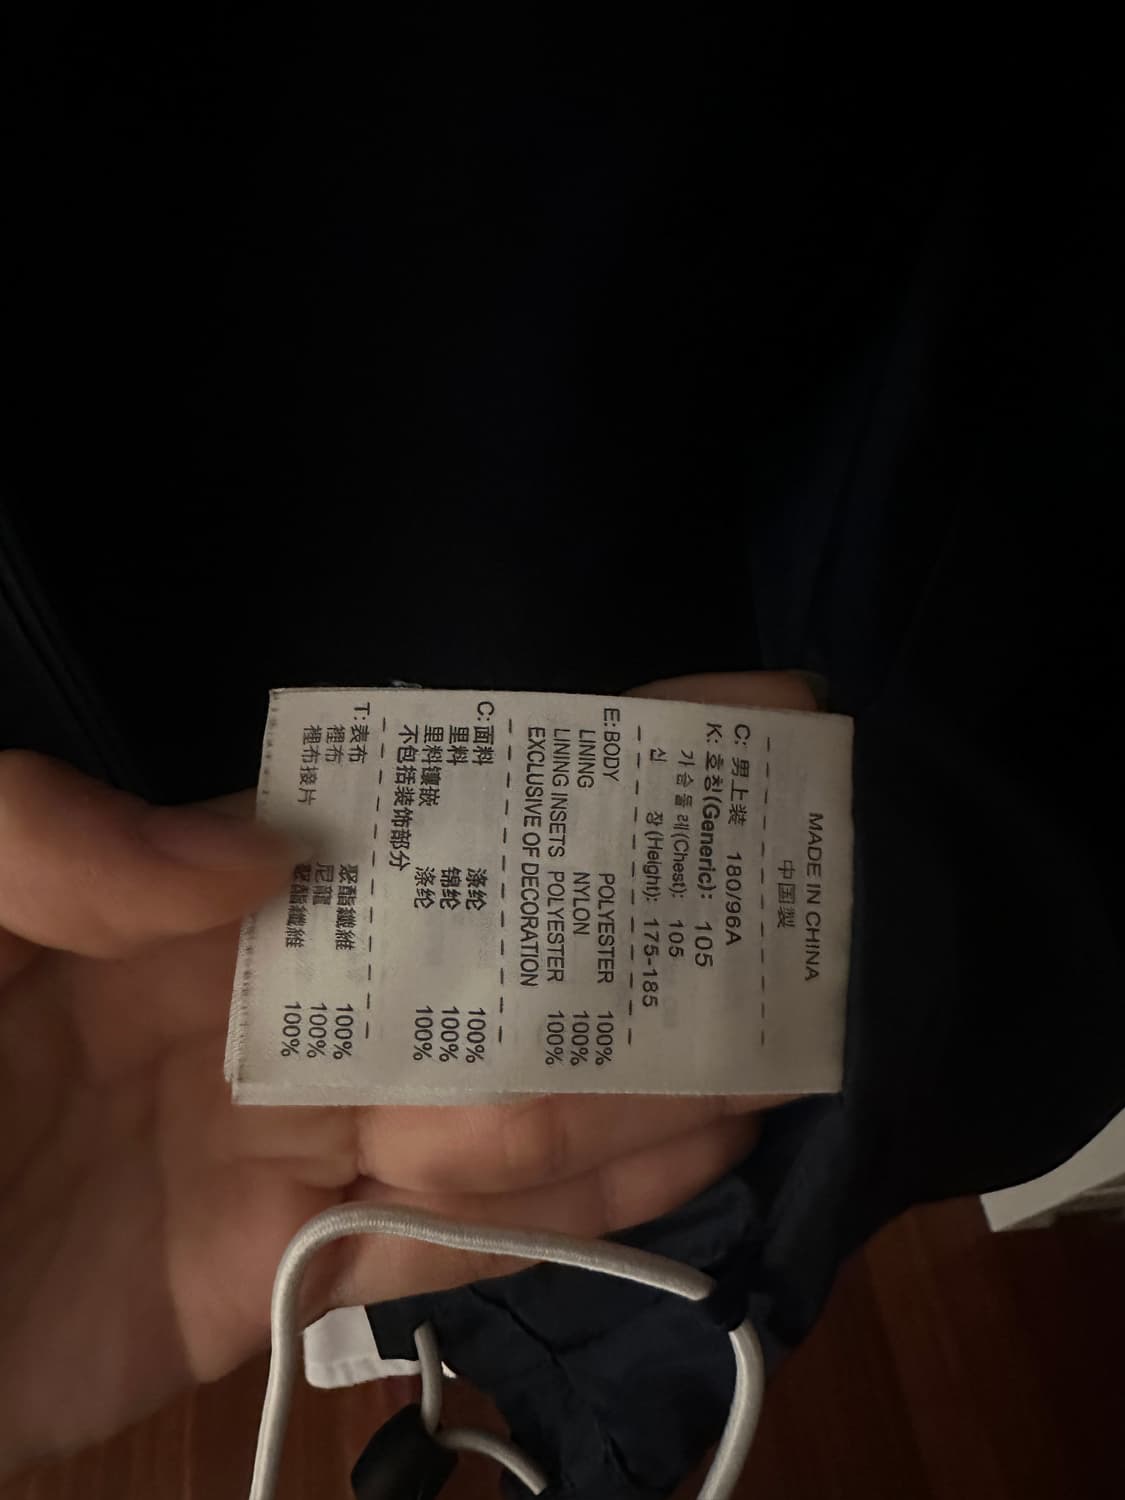 MADE IN CHINA
中国製
C: 男上装 180/96A
K: 호칭(Generic): 105
가슴둘레(Chest): 105
신 장(Height): 175-185
E: BODY POLYESTER 100%
LINING NYLON 100%
LINING INSETS POLYESTER 100%
EXCLUSIVE OF DECORATION
C: 面料 涤纶 100%
里料 锦纶 100%
里料镶嵌 涤纶 100%
不包括装饰部分
T: 表布 聚酯纖維 100%
裡布 尼龍 100%
裡布接片 聚酯纖維 100%